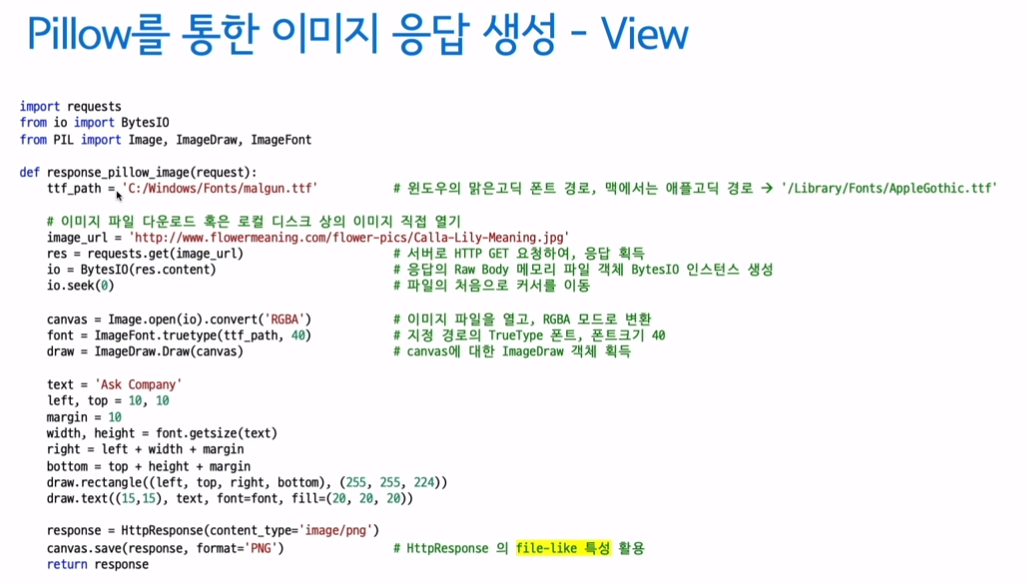 Pillow를 통한 이미지 응답 생성 - View
import requests
from io import BytesIO
from PIL import Image, ImageDraw, ImageFont
def response_pillow_image(request):
ttf_path = 'C:/Windows/Fonts/malgun.ttf' # 윈도우의 맑은고딕 폰트 경로, 맥에서는 애플고딕 경로 → '/Library/Fonts/AppleGothic.ttf'
# 이미지 파일 다운로드 혹은 로컬 디스크 상의 이미지 직접 열기
image_url = 'http://www.flowermeaning.com/flower-pics/Calla-Lily-Meaning.jpg'
res = requests.get(image_url) # 서버로 HTTP GET 요청하여, 응답 획득
io = BytesIO(res.content) # 응답의 Raw Body 메모리 파일 객체 BytesIO 인스턴스 생성
io.seek(0) # 파일의 처음으로 커서를 이동
canvas = Image.open(io).convert('RGBA') # 이미지 파일을 열고, RGBA 모드로 변환
font = ImageFont.truetype(ttf_path, 40) # 지정 경로의 TrueType 폰트, 폰트크기 40
draw = ImageDraw.Draw(canvas) # canvas에 대한 ImageDraw 객체 획득
text = 'Ask Company'
left, top = 10, 10
margin = 10
width, height = font.getsize(text)
right = left + width + margin
bottom = top + height + margin
draw.rectangle((left, top, right, bottom), (255, 255, 224))
draw.text((15,15), text, font=font, fill=(20, 20, 20))
response = HttpResponse(content_type='image/png')
canvas.save(response, format='PNG') # HttpResponse 의 file-like 특성 활용
return response